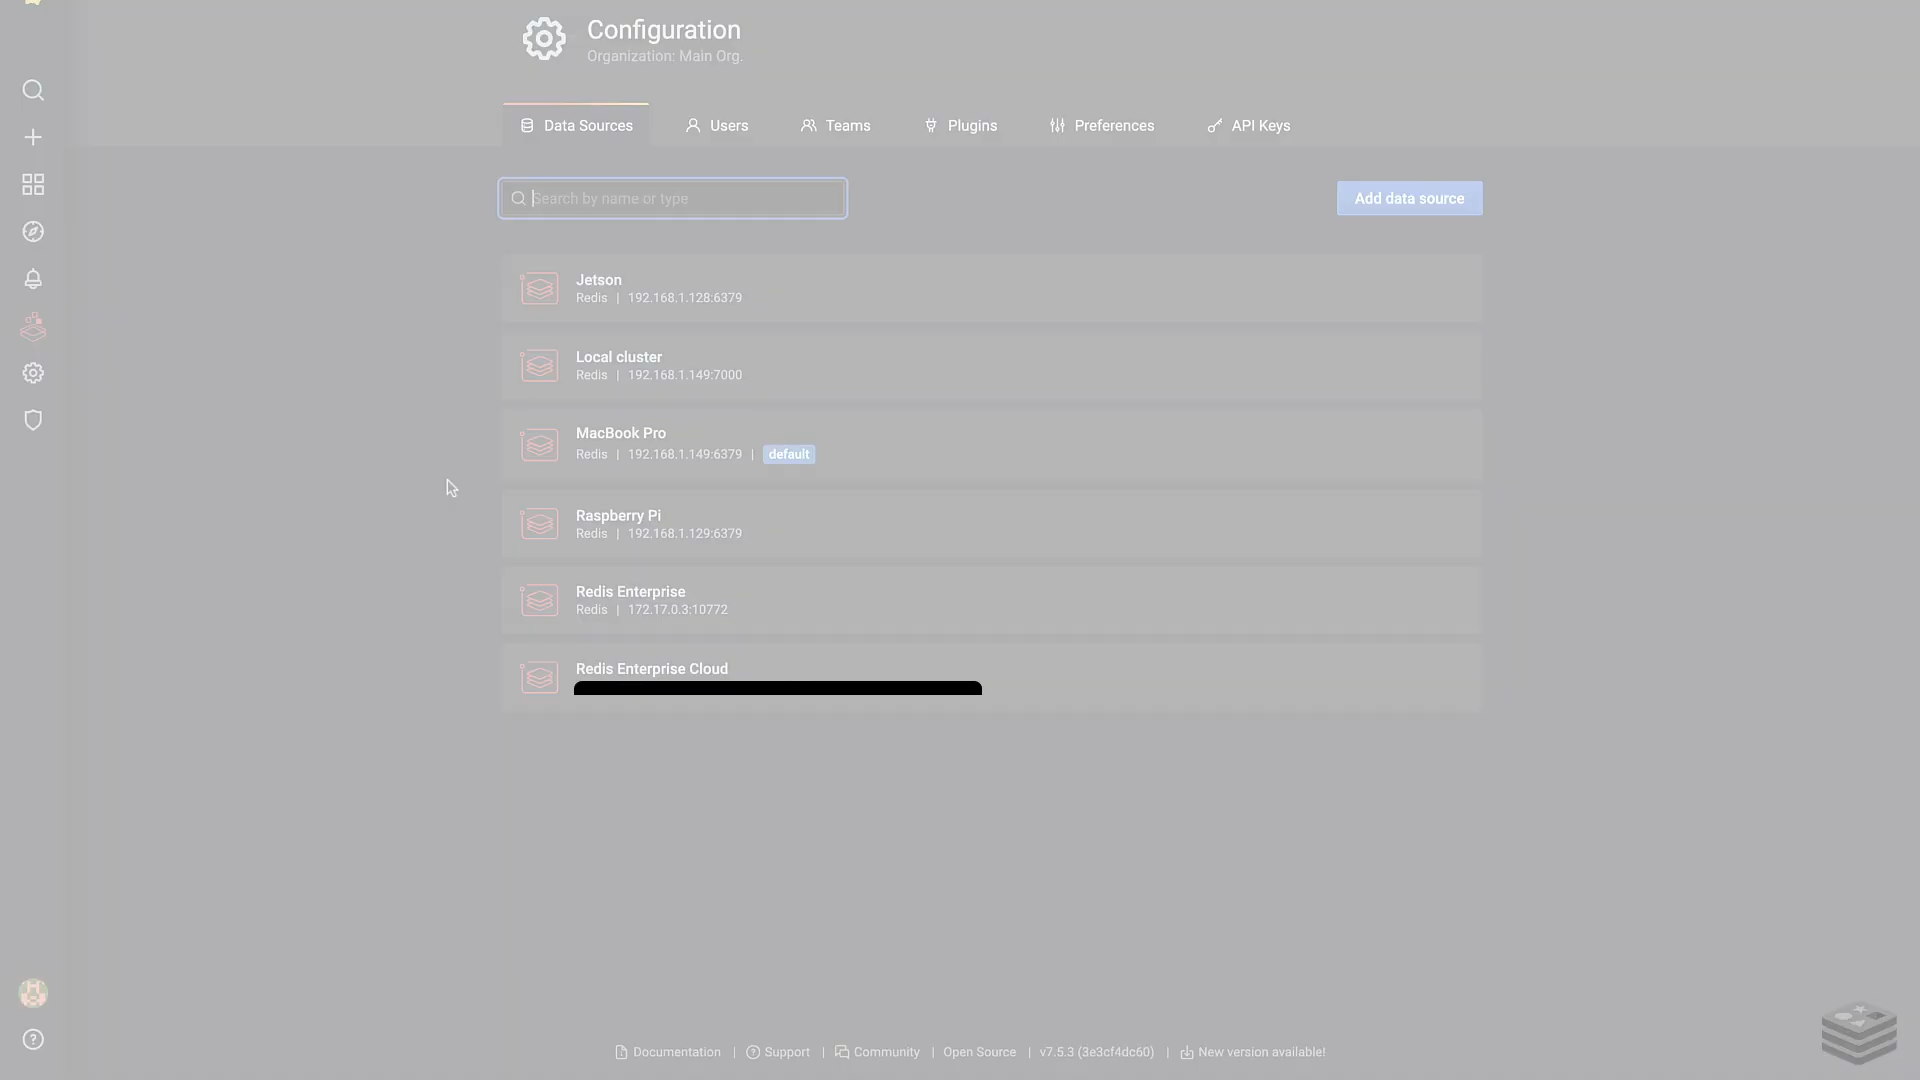 Configuration
Organization: Main Org.
Data Sources Users Teams Plugins Preferences API Keys
Search by name or type
Add data source
Jetson
Redis | 192.168.1.128:6379
Local cluster
Redis | 192.168.1.149:7000
MacBook Pro
Redis | 192.168.1.149:6379 | default
Raspberry Pi
Redis | 192.168.1.129:6379
Redis Enterprise
Redis | 172.17.0.3:10772
Redis Enterprise Cloud
Documentation | Support | Community | Open Source | v7.5.3 (3e3cf4dc60) | New version available!